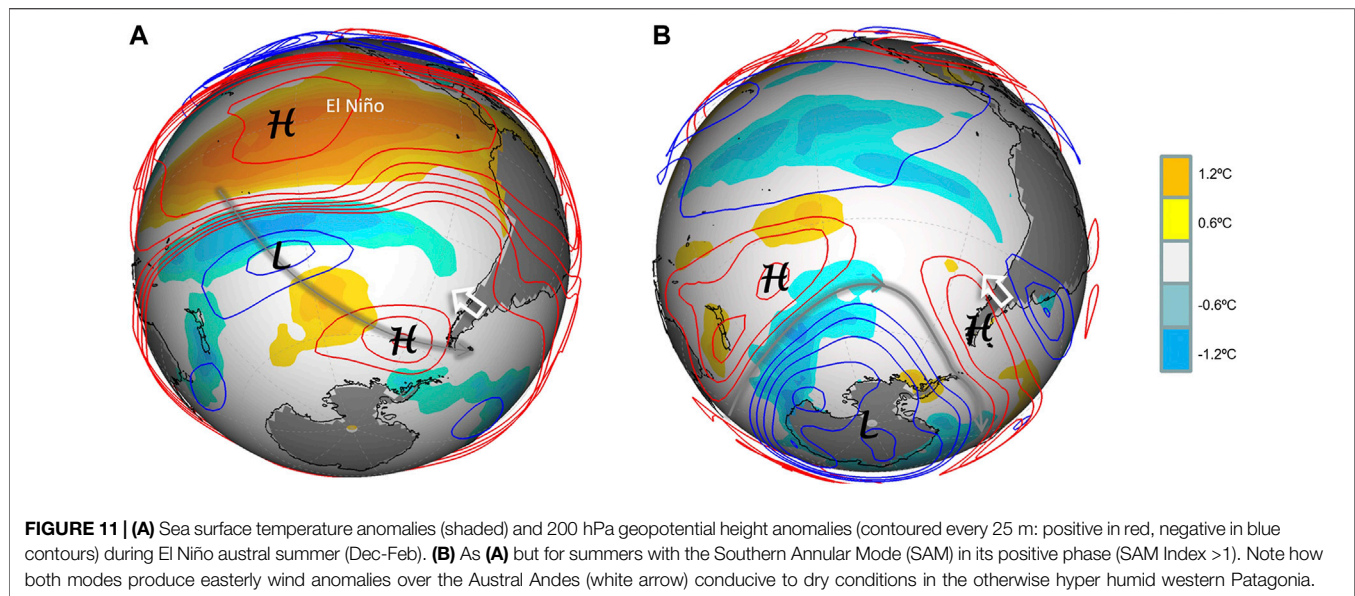 A
B
El Niño
H
L
H
H
H
L
1.2ºC
0.6ºC
-0.6ºC
-1.2ºC
FIGURE 11 | (A) Sea surface temperature anomalies (shaded) and 200 hPa geopotential height anomalies (contoured every 25 m: positive in red, negative in blue
contours) during El Niño austral summer (Dec-Feb). (B) As (A) but for summers with the Southern Annular Mode (SAM) in its positive phase (SAM Index >1). Note how
both modes produce easterly wind anomalies over the Austral Andes (white arrow) conducive to dry conditions in the otherwise hyper humid western Patagonia.